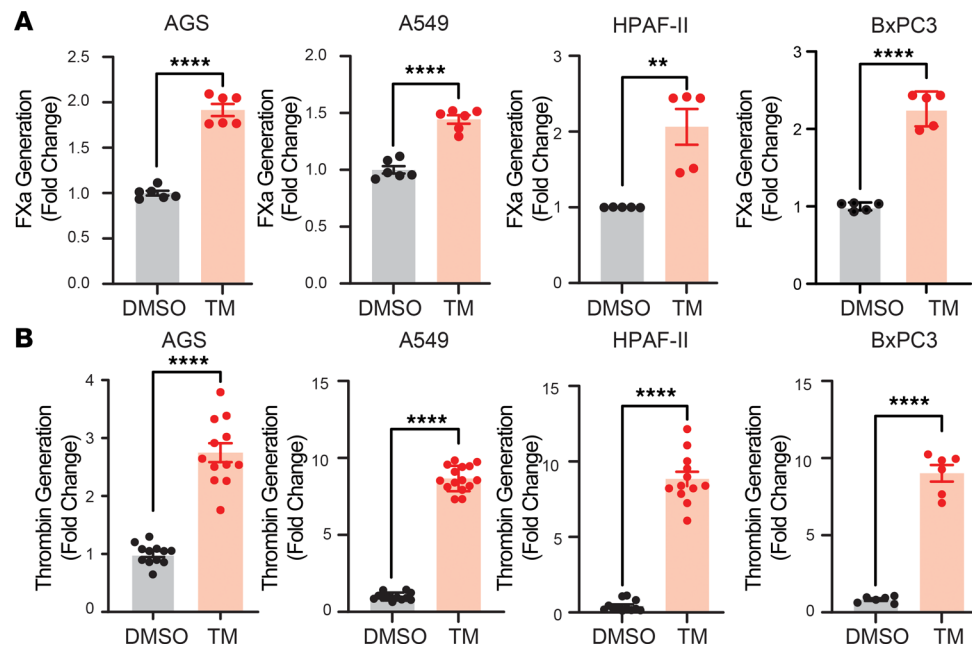 A
AGS
A549
HPAF-II
BxPC3
FXa Generation
(Fold Change)
2.5
2.0
1.5
1.0
0.5
0.0
****
DMSO TM
FXa Generation
(Fold Change)
2.0
1.5
1.0
0.5
0.0
****
DMSO TM
FXa Generation
(Fold Change)
3
2
1
0
**
DMSO TM
FXa Generation
(Fold Change)
3
2
1
0
****
DMSO TM
B
AGS
A549
HPAF-II
BxPC3
Thrombin Generation
(Fold Change)
4
3
2
1
0
****
DMSO TM
Thrombin Generation
(Fold Change)
15
10
5
0
****
DMSO TM
Thrombin Generation
(Fold Change)
15
10
5
0
****
DMSO TM
Thrombin Generation
(Fold Change)
15
10
5
0
****
DMSO TM